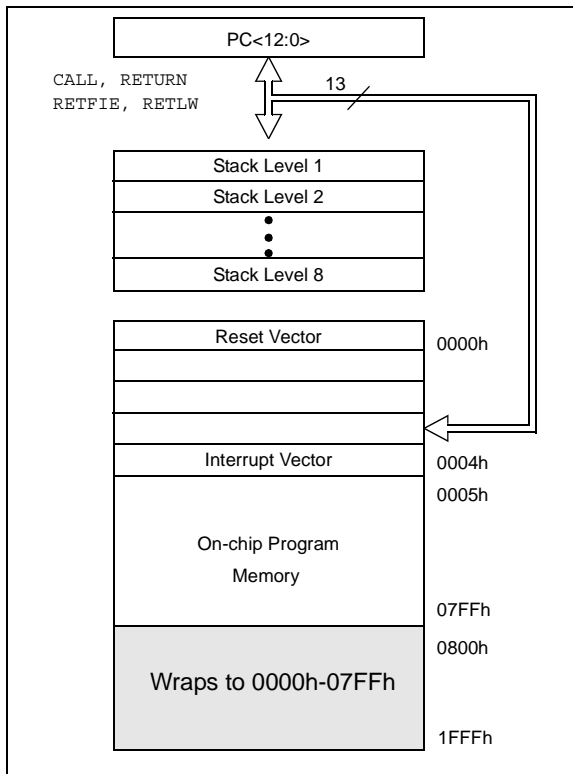 PC<12:0>
CALL, RETURN
RETFIE, RETLW
13
Stack Level 1
Stack Level 2
Stack Level 8
Reset Vector
0000h
Interrupt Vector
0004h
0005h
On-chip Program
Memory
07FFh
0800h
Wraps to 0000h-07FFh
1FFFh